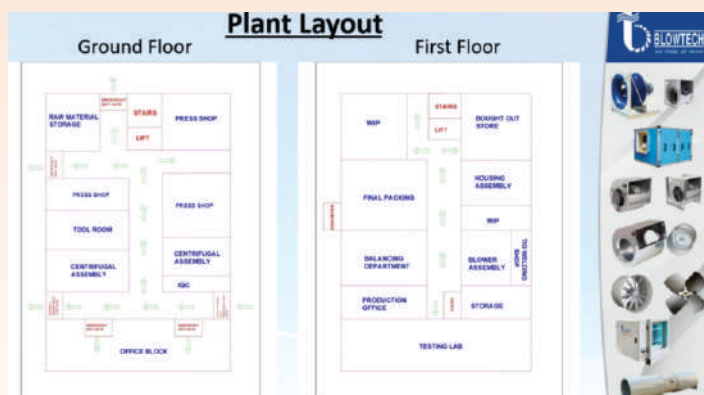 Plant Layout
Ground Floor
First Floor
BLOWTECH
RAW MATERIAL
STORAGE
STAIRS
LIFT
PRESS SHOP
PRESS SHOP
TOOL ROOM
CENTRIFUGAL
ASSEMBLY
PRESS SHOP
CENTRIFUGAL
ASSEMBLY
IQC
OFFICE BLOCK
WIP
STAIRS
LIFT
BOUGHT OUT
STORE
FINAL PACKING
HOUSING
ASSEMBLY
WIP
BALANCING
DEPARTMENT
BLOWER
ASSEMBLY
TIG WELDING
SHOP
PRODUCTION
OFFICE
STORAGE
TESTING LAB